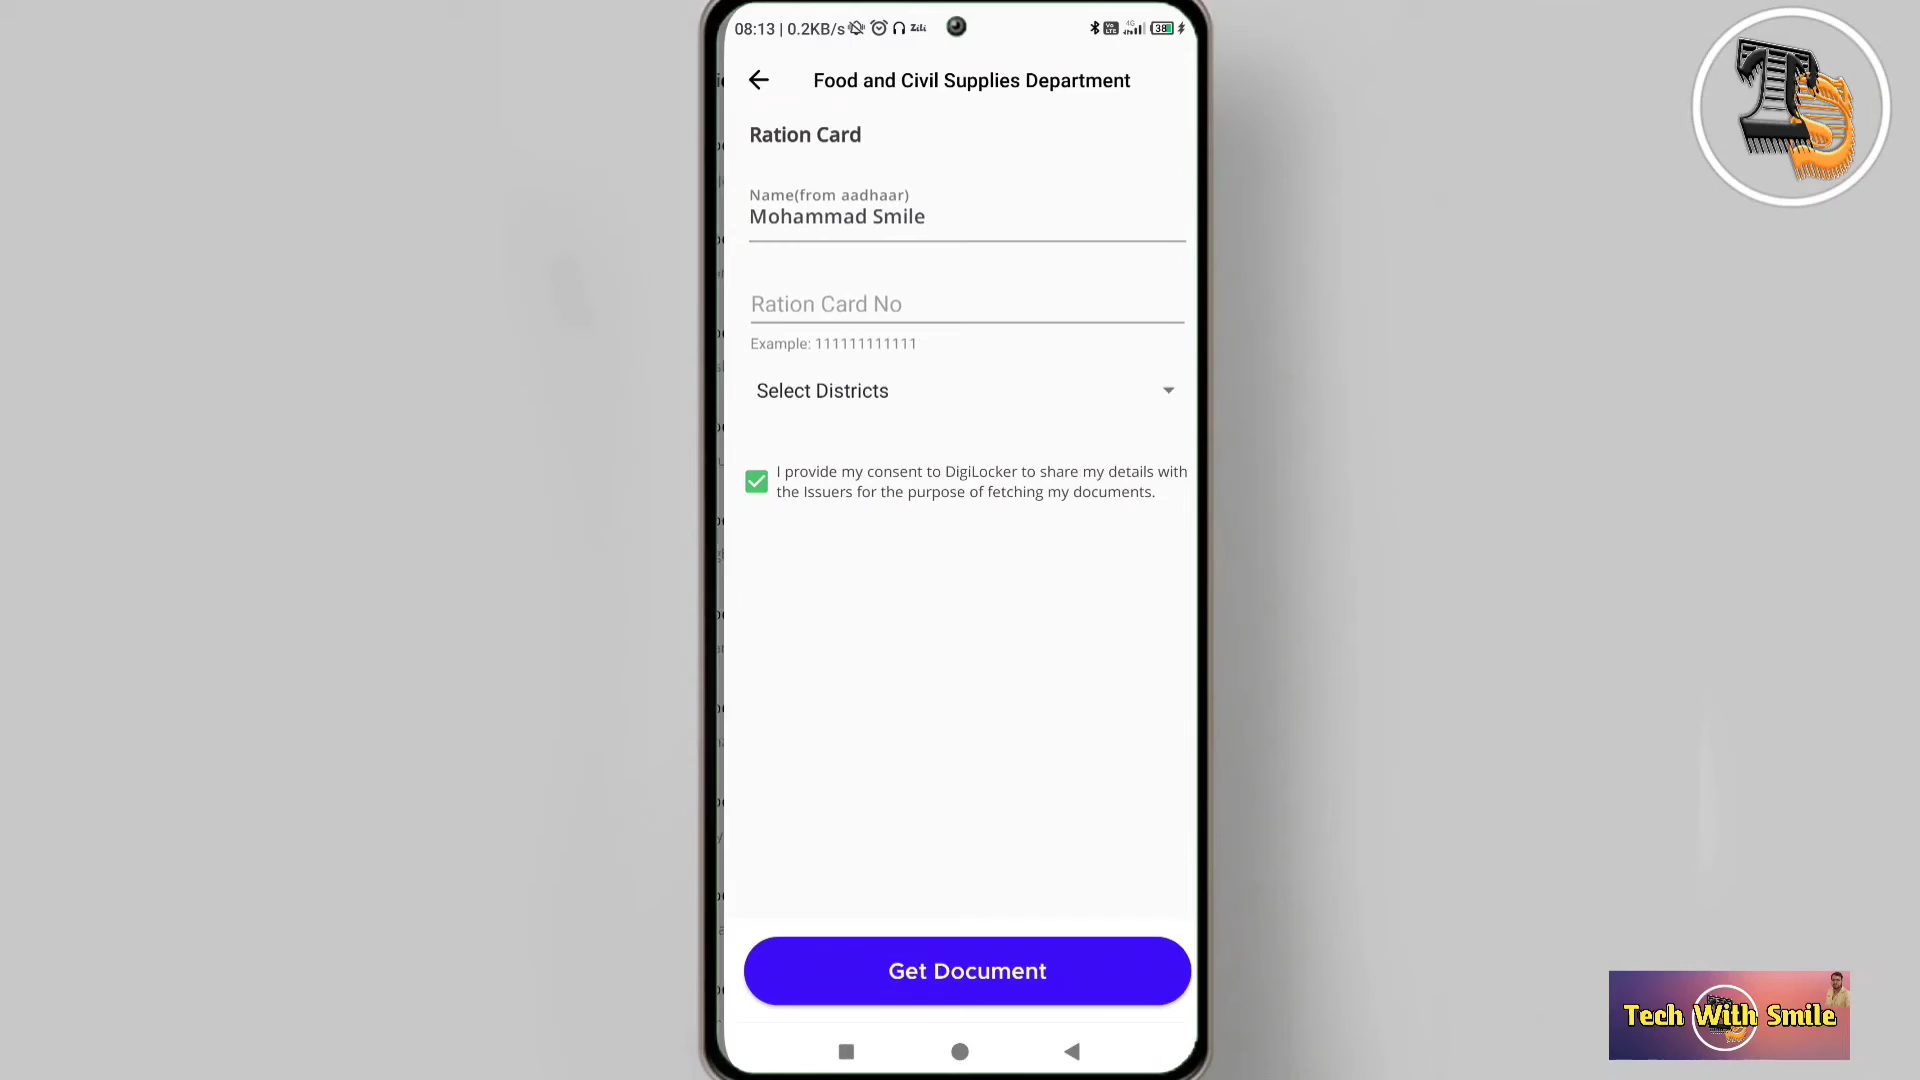 08:13 | 0.2KB/s
Food and Civil Supplies Department
Ration Card
Name(from aadhaar)
Mohammad Smile
Ration Card No
Example: 111111111111
Select Districts
I provide my consent to DigiLocker to share my details with
the Issuers for the purpose of fetching my documents.
Get Document
Tech With Smile